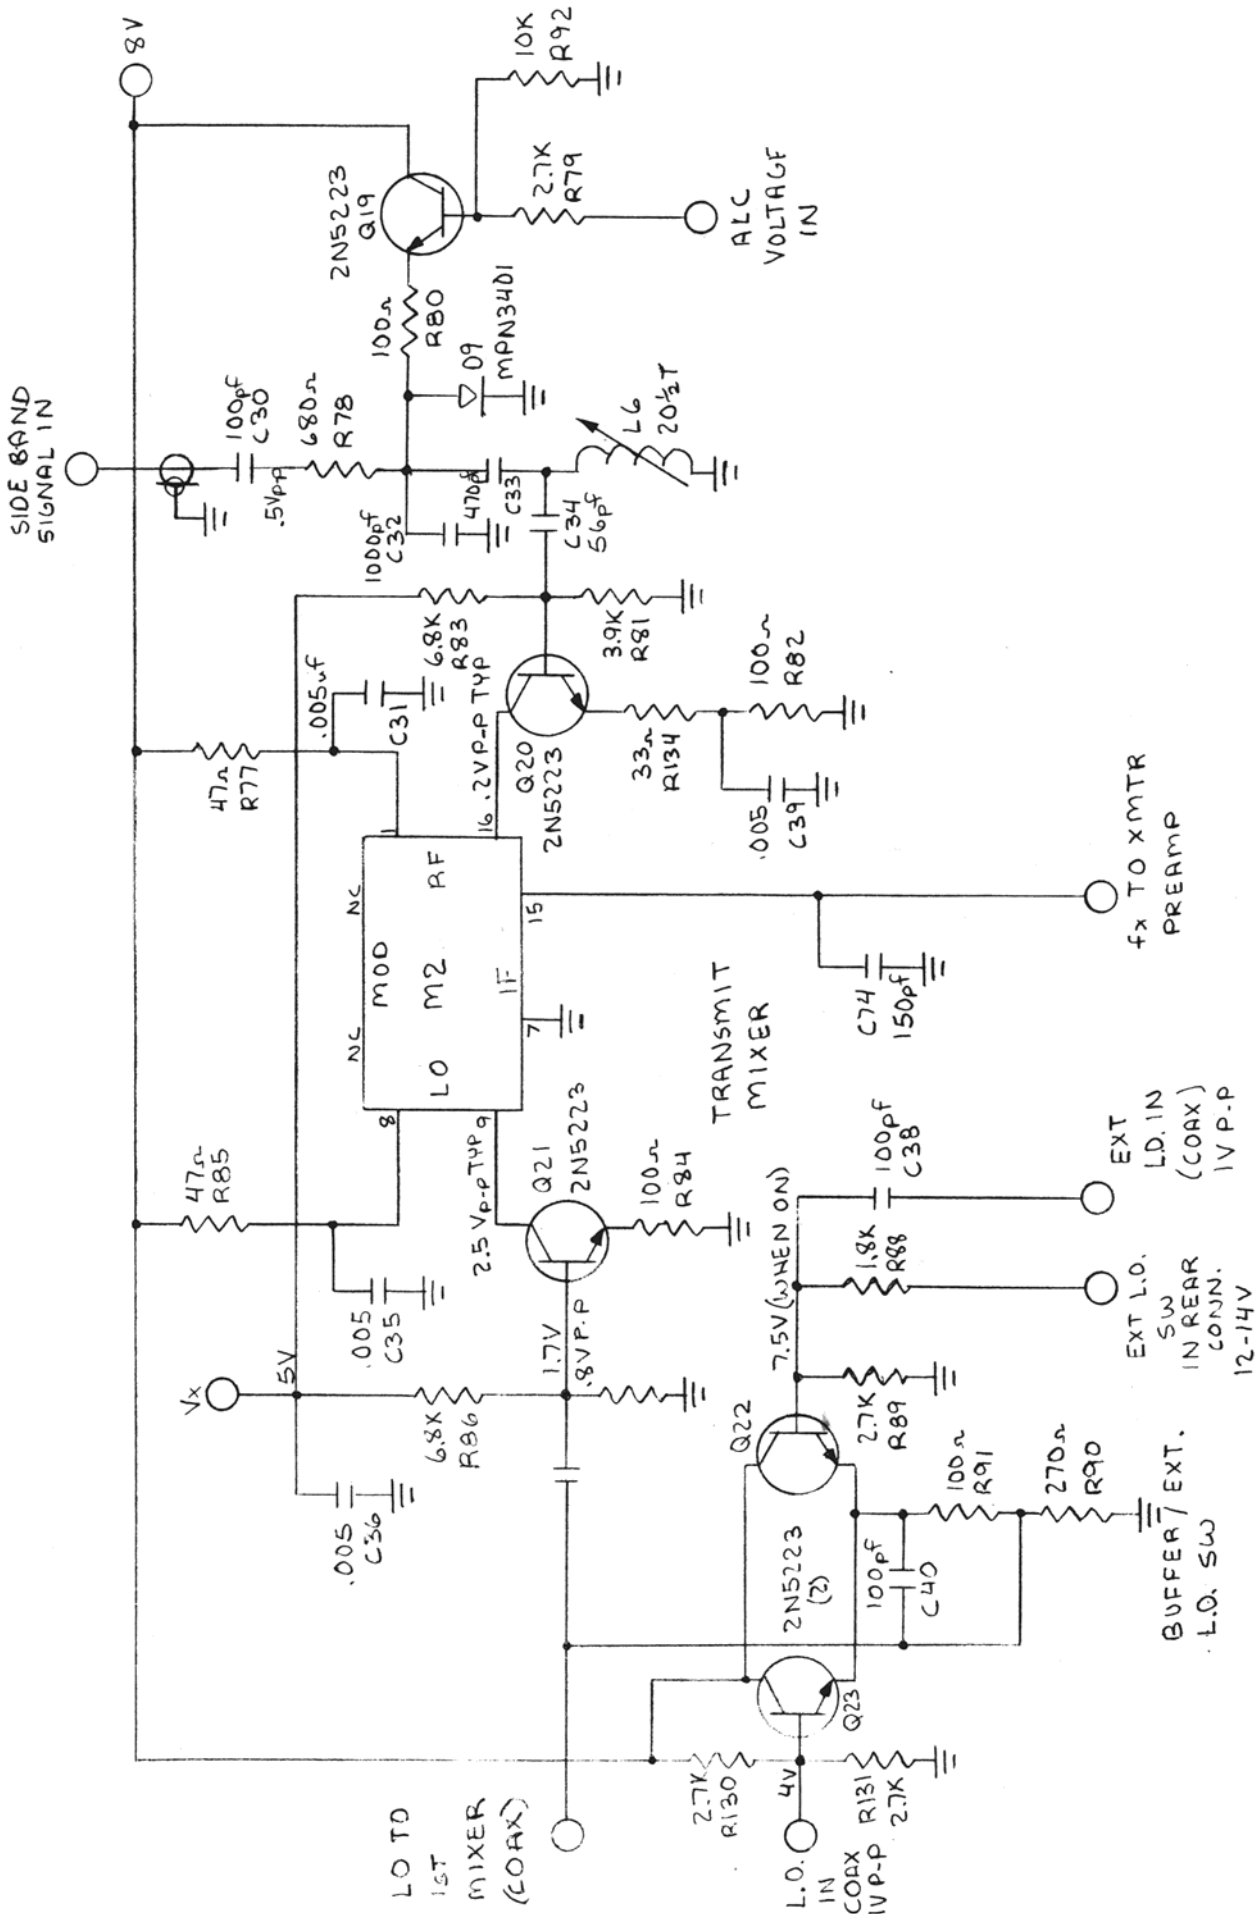 SIDE BAND
SIGNAL IN
8V
100pf
C30
.5Vp-p
680Ω
R78
2N5223
Q19
10K
R92
2.7K
R79
ALC
VOLTAGE
IN
100Ω
R80
D9
MPN3401
1000pf
C32
470pf
C33
L6
20½T
C34
56pf
6.8K
R83
3.9K
R81
.005uf
C31
47Ω
R77
16 .2VP-P TYP
Q20
2N5223
33Ω
R134
100Ω
R82
.005
C39
1
NC
NC
MOD
M2
RF
LO
IF
15
7
8
9
fx TO XMTR
PREAMP
C74
150pf
TRANSMIT
MIXER
47Ω
R85
.005
C35
2.5 Vp-p TYP
Q21
2N5223
100Ω
R84
Vx
5V
.005
C36
6.8K
R86
1.7V
.8VP-P
7.5V (WHEN ON)
100pf
C38
EXT
L.O. IN
(COAX)
1V P-P
1.8K
R88
EXT L.O.
SW
IN REAR
CONN.
12-14V
Q22
2.7K
R89
2N5223
(2)
100pf
C40
100Ω
R91
270Ω
R90
BUFFER/EXT.
L.O. SW
Q23
2.7K
R130
4V
R131
2.7K
L.O.
IN
COAX
1VP-P
LO TO
1ST
MIXER
(COAX)